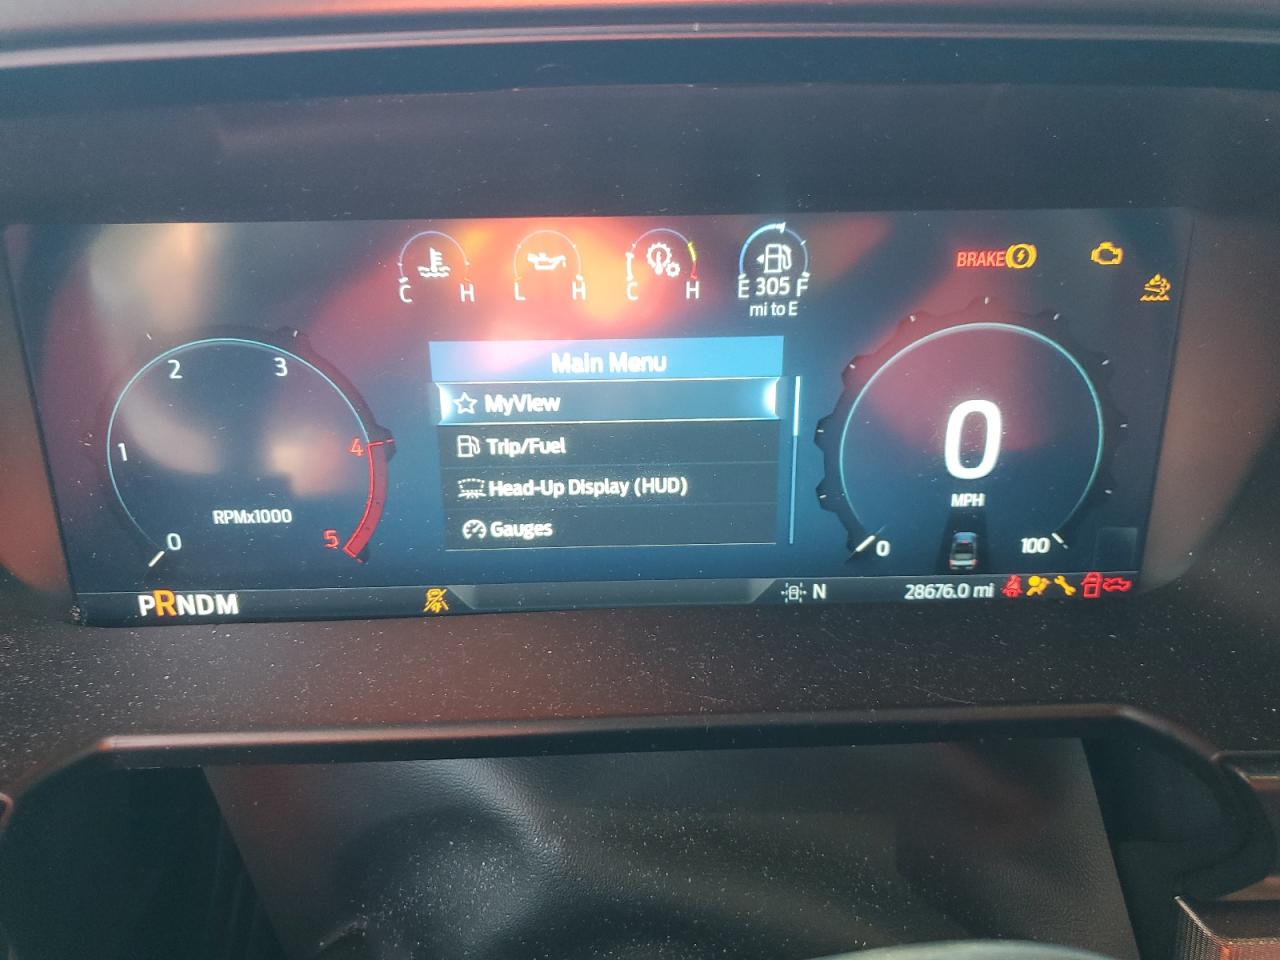 C H
L H
C H
E 305 F
mi to E
BRAKE
Main Menu
MyView
Trip/Fuel
Head-Up Display (HUD)
Gauges
0
1
2
3
4
5
RPMx1000
0
MPH
0
100
PRNDM
N
28676.0 mi